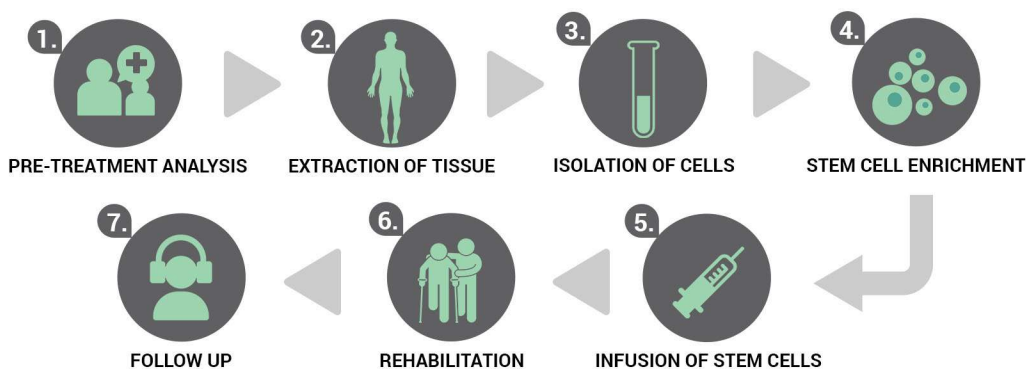 1.
PRE-TREATMENT ANALYSIS
2.
EXTRACTION OF TISSUE
3.
ISOLATION OF CELLS
4.
STEM CELL ENRICHMENT
5.
INFUSION OF STEM CELLS
6.
REHABILITATION
7.
FOLLOW UP